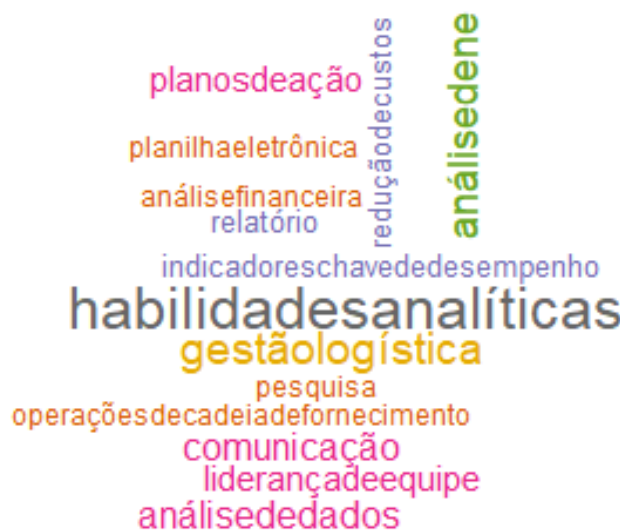 planosdeação
reduçãodecustos
análisedene
planilhaeletrônica
análisefinanceira
relatório
indicadoreschavededesempenho
habilidadesanalíticas
gestãologística
pesquisa
operaçõesdecadeiadefornecimento
comunicação
liderançadeequipe
análisededados